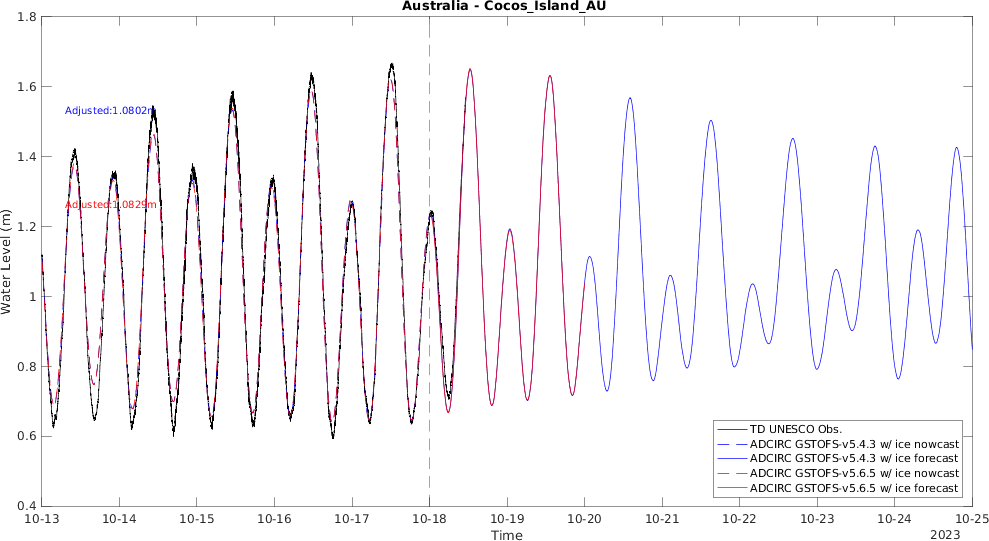 Australia - Cocos_Island_AU
1.8
1.6
1.4
1.2
1
0.8
0.6
0.4
Water Level (m)
Adjusted:1.0802m
Adjusted:1.0829m
TD UNESCO Obs.
ADCIRC GSTOFS-v5.4.3 w/ ice nowcast
ADCIRC GSTOFS-v5.4.3 w/ ice forecast
ADCIRC GSTOFS-v5.6.5 w/ ice nowcast
ADCIRC GSTOFS-v5.6.5 w/ ice forecast
10-13 10-14 10-15 10-16 10-17 10-18 10-19 10-20 10-21 10-22 10-23 10-24 10-25
Time
2023